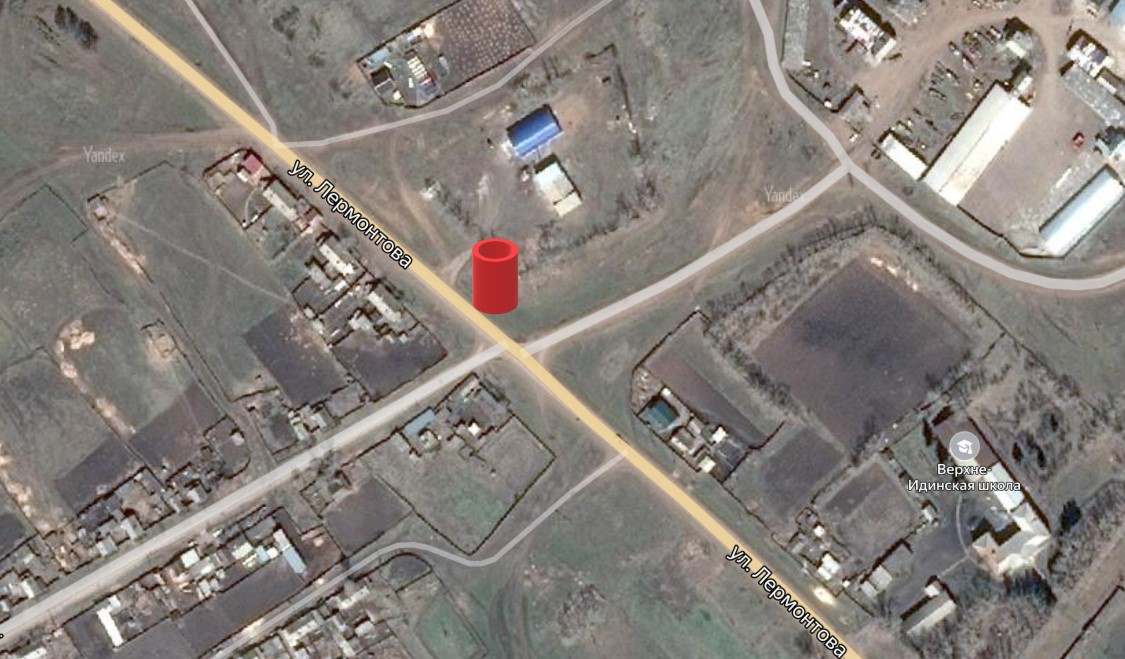 Yandex
ул. Лермонтова
Yandex
Верхне-
Идинская школа
ул. Лермонтова